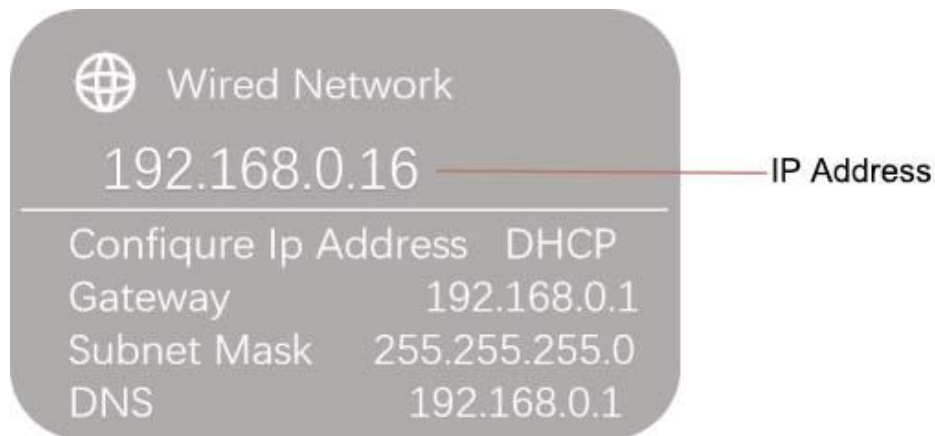 Wired Network
192.168.0.16
IP Address
Confiqure Ip Address DHCP
Gateway 192.168.0.1
Subnet Mask 255.255.255.0
DNS 192.168.0.1